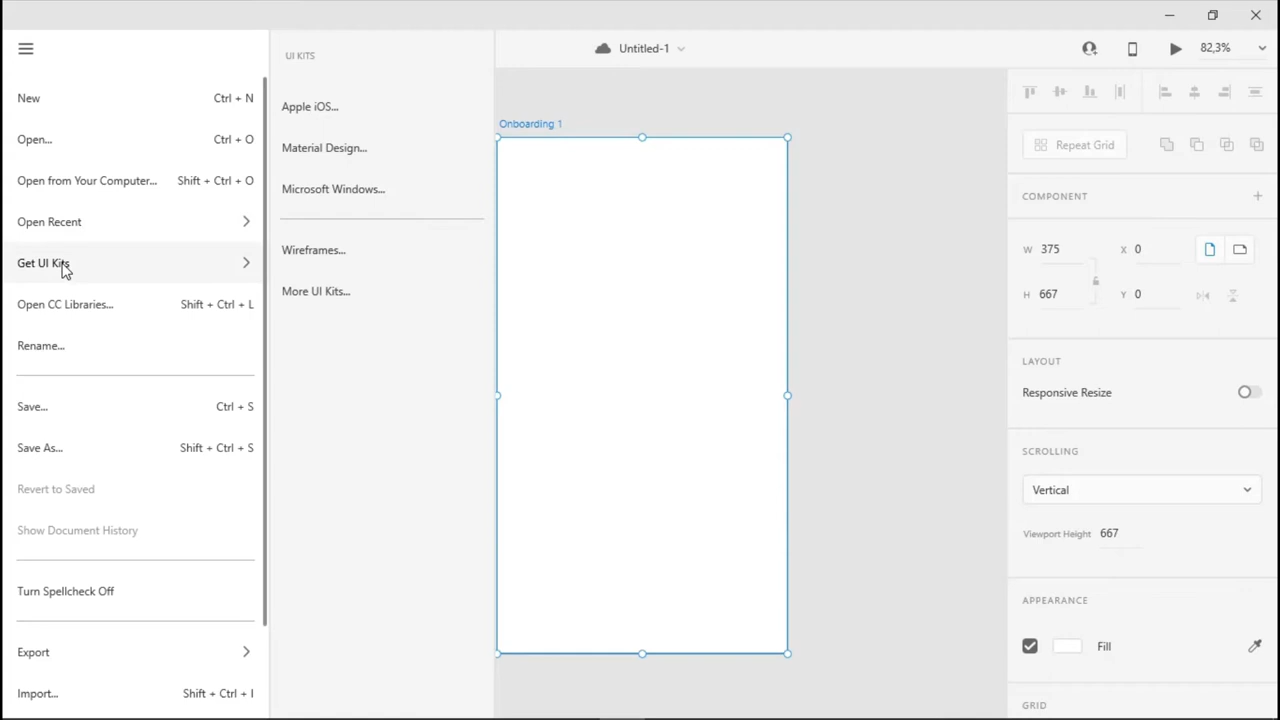 Untitled-1
82,3%
New Ctrl + N
Open... Ctrl + O
Open from Your Computer... Shift + Ctrl + O
Open Recent
Get UI Kits
Open CC Libraries... Shift + Ctrl + L
Rename...
Save... Ctrl + S
Save As... Shift + Ctrl + S
Revert to Saved
Show Document History
Turn Spellcheck Off
Export
Import... Shift + Ctrl + I
UI KITS
Apple iOS...
Material Design...
Microsoft Windows...
Wireframes...
More UI Kits...
Onboarding 1
Repeat Grid
COMPONENT
W 375 X 0
H 667 Y 0
LAYOUT
Responsive Resize
SCROLLING
Vertical
Viewport Height 667
APPEARANCE
Fill
GRID